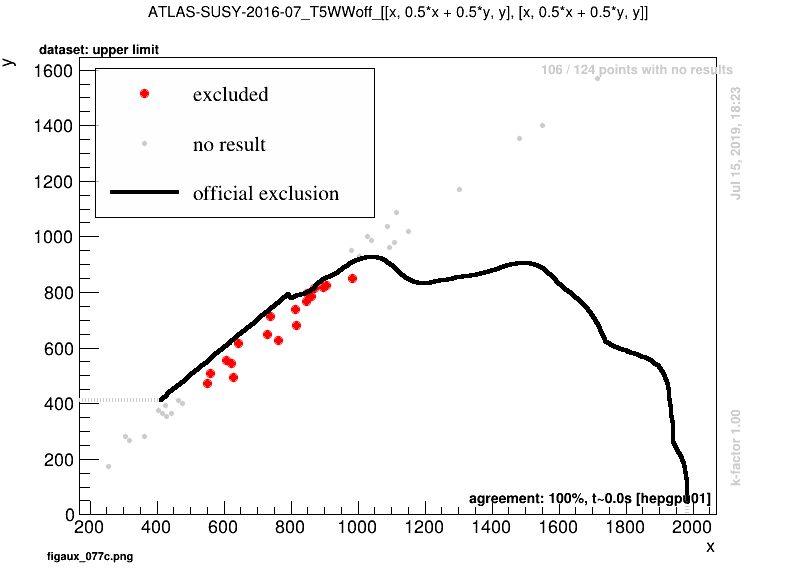 ATLAS-SUSY-2016-07_T5WWoff_[[x, 0.5*x + 0.5*y, y], [x, 0.5*x + 0.5*y, y]]
dataset: upper limit
y
106 / 124 points with no results
excluded
no result
official exclusion
Jul 15, 2019, 18:23
k-factor 1.00
1600
1400
1200
1000
800
600
400
200
0
agreement: 100%, t~0.0s [hepgpu01]
200 400 600 800 1000 1200 1400 1600 1800 2000
x
figaux_077c.png